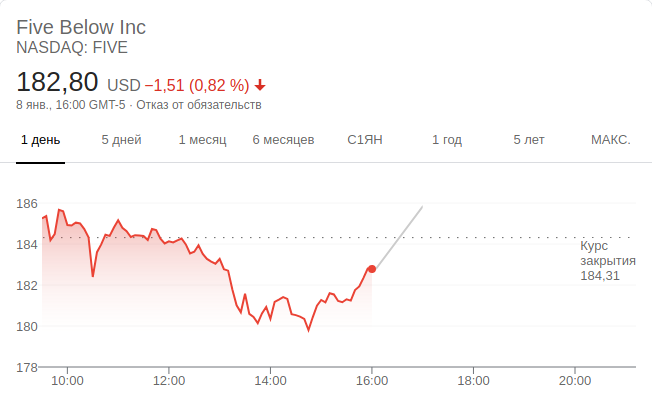 Five Below Inc
NASDAQ: FIVE
182,80 USD −1,51 (0,82 %)
8 янв., 16:00 GMT-5 · Отказ от обязательств
1 день 5 дней 1 месяц 6 месяцев С1ЯН 1 год 5 лет МАКС.
186
184
Курс
закрытия
184,31
182
180
178
10:00 12:00 14:00 16:00 18:00 20:00